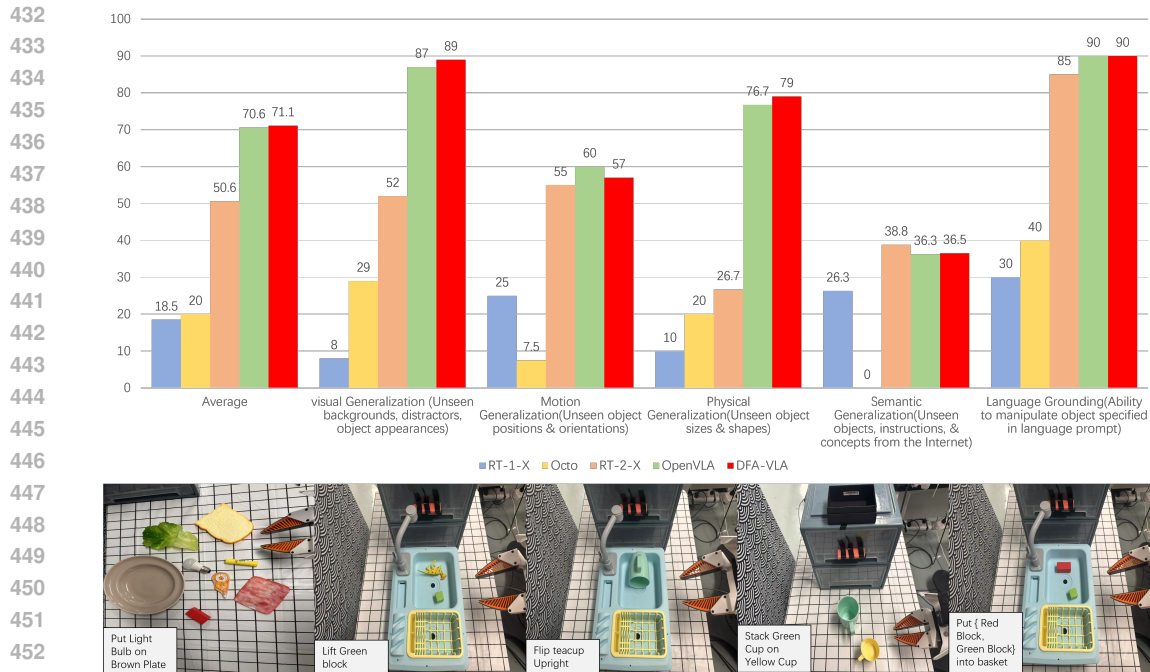 432
433
434
435
436
437
438
439
440
441
442
443
444
445
446
447
448
449
450
451
452
100
90
80
70
60
50
40
30
20
10
0
18.5
20
50.6
70.6
71.1
8
29
52
87
89
25
7.5
55
60
57
10
20
26.7
76.7
79
26.3
0
38.8
36.3
36.5
30
40
85
90
90
Average
visual Generalization (Unseen
backgrounds, distractors,
object appearances)
Motion
Generalization(Unseen object
positions & orientations)
Physical
Generalization(Unseen object
sizes & shapes)
Semantic
Generalization(Unseen
objects, instructions, &
concepts from the Internet)
Language Grounding(Ability
to manipulate object specified
in language prompt)
RT-1-X Octo RT-2-X OpenVLA DFA-VLA
Put Light
Bulb on
Brown Plate
Lift Green
block
Flip teacup
Upright
Stack Green
Cup on
Yellow Cup
Put { Red
Block,
Green Block}
into basket